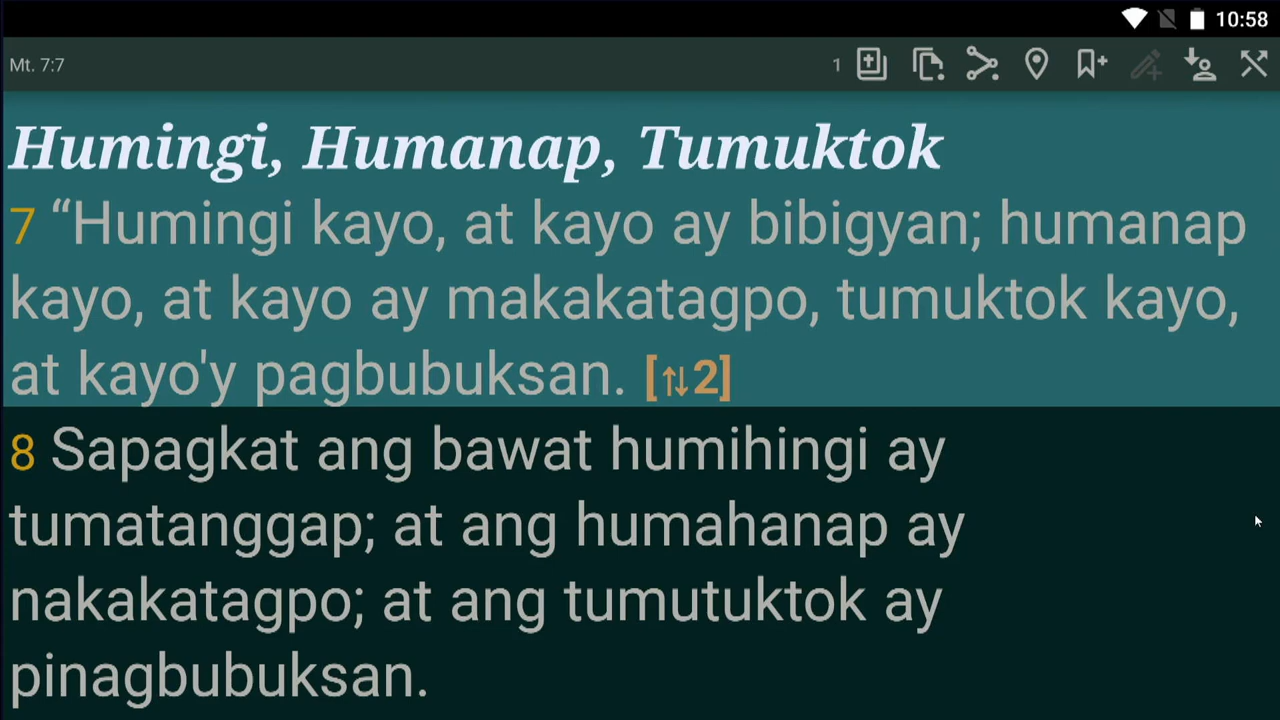 10:58
Mt. 7:7 1
Humingi, Humanap, Tumuktok
7 “Humingi kayo, at kayo ay bibigyan; humanap
kayo, at kayo ay makakatagpo, tumuktok kayo,
at kayo'y pagbubuksan. [⇅2]
8 Sapagkat ang bawat humihingi ay
tumatanggap; at ang humahanap ay
nakakatagpo; at ang tumutuktok ay
pinagbubuksan.